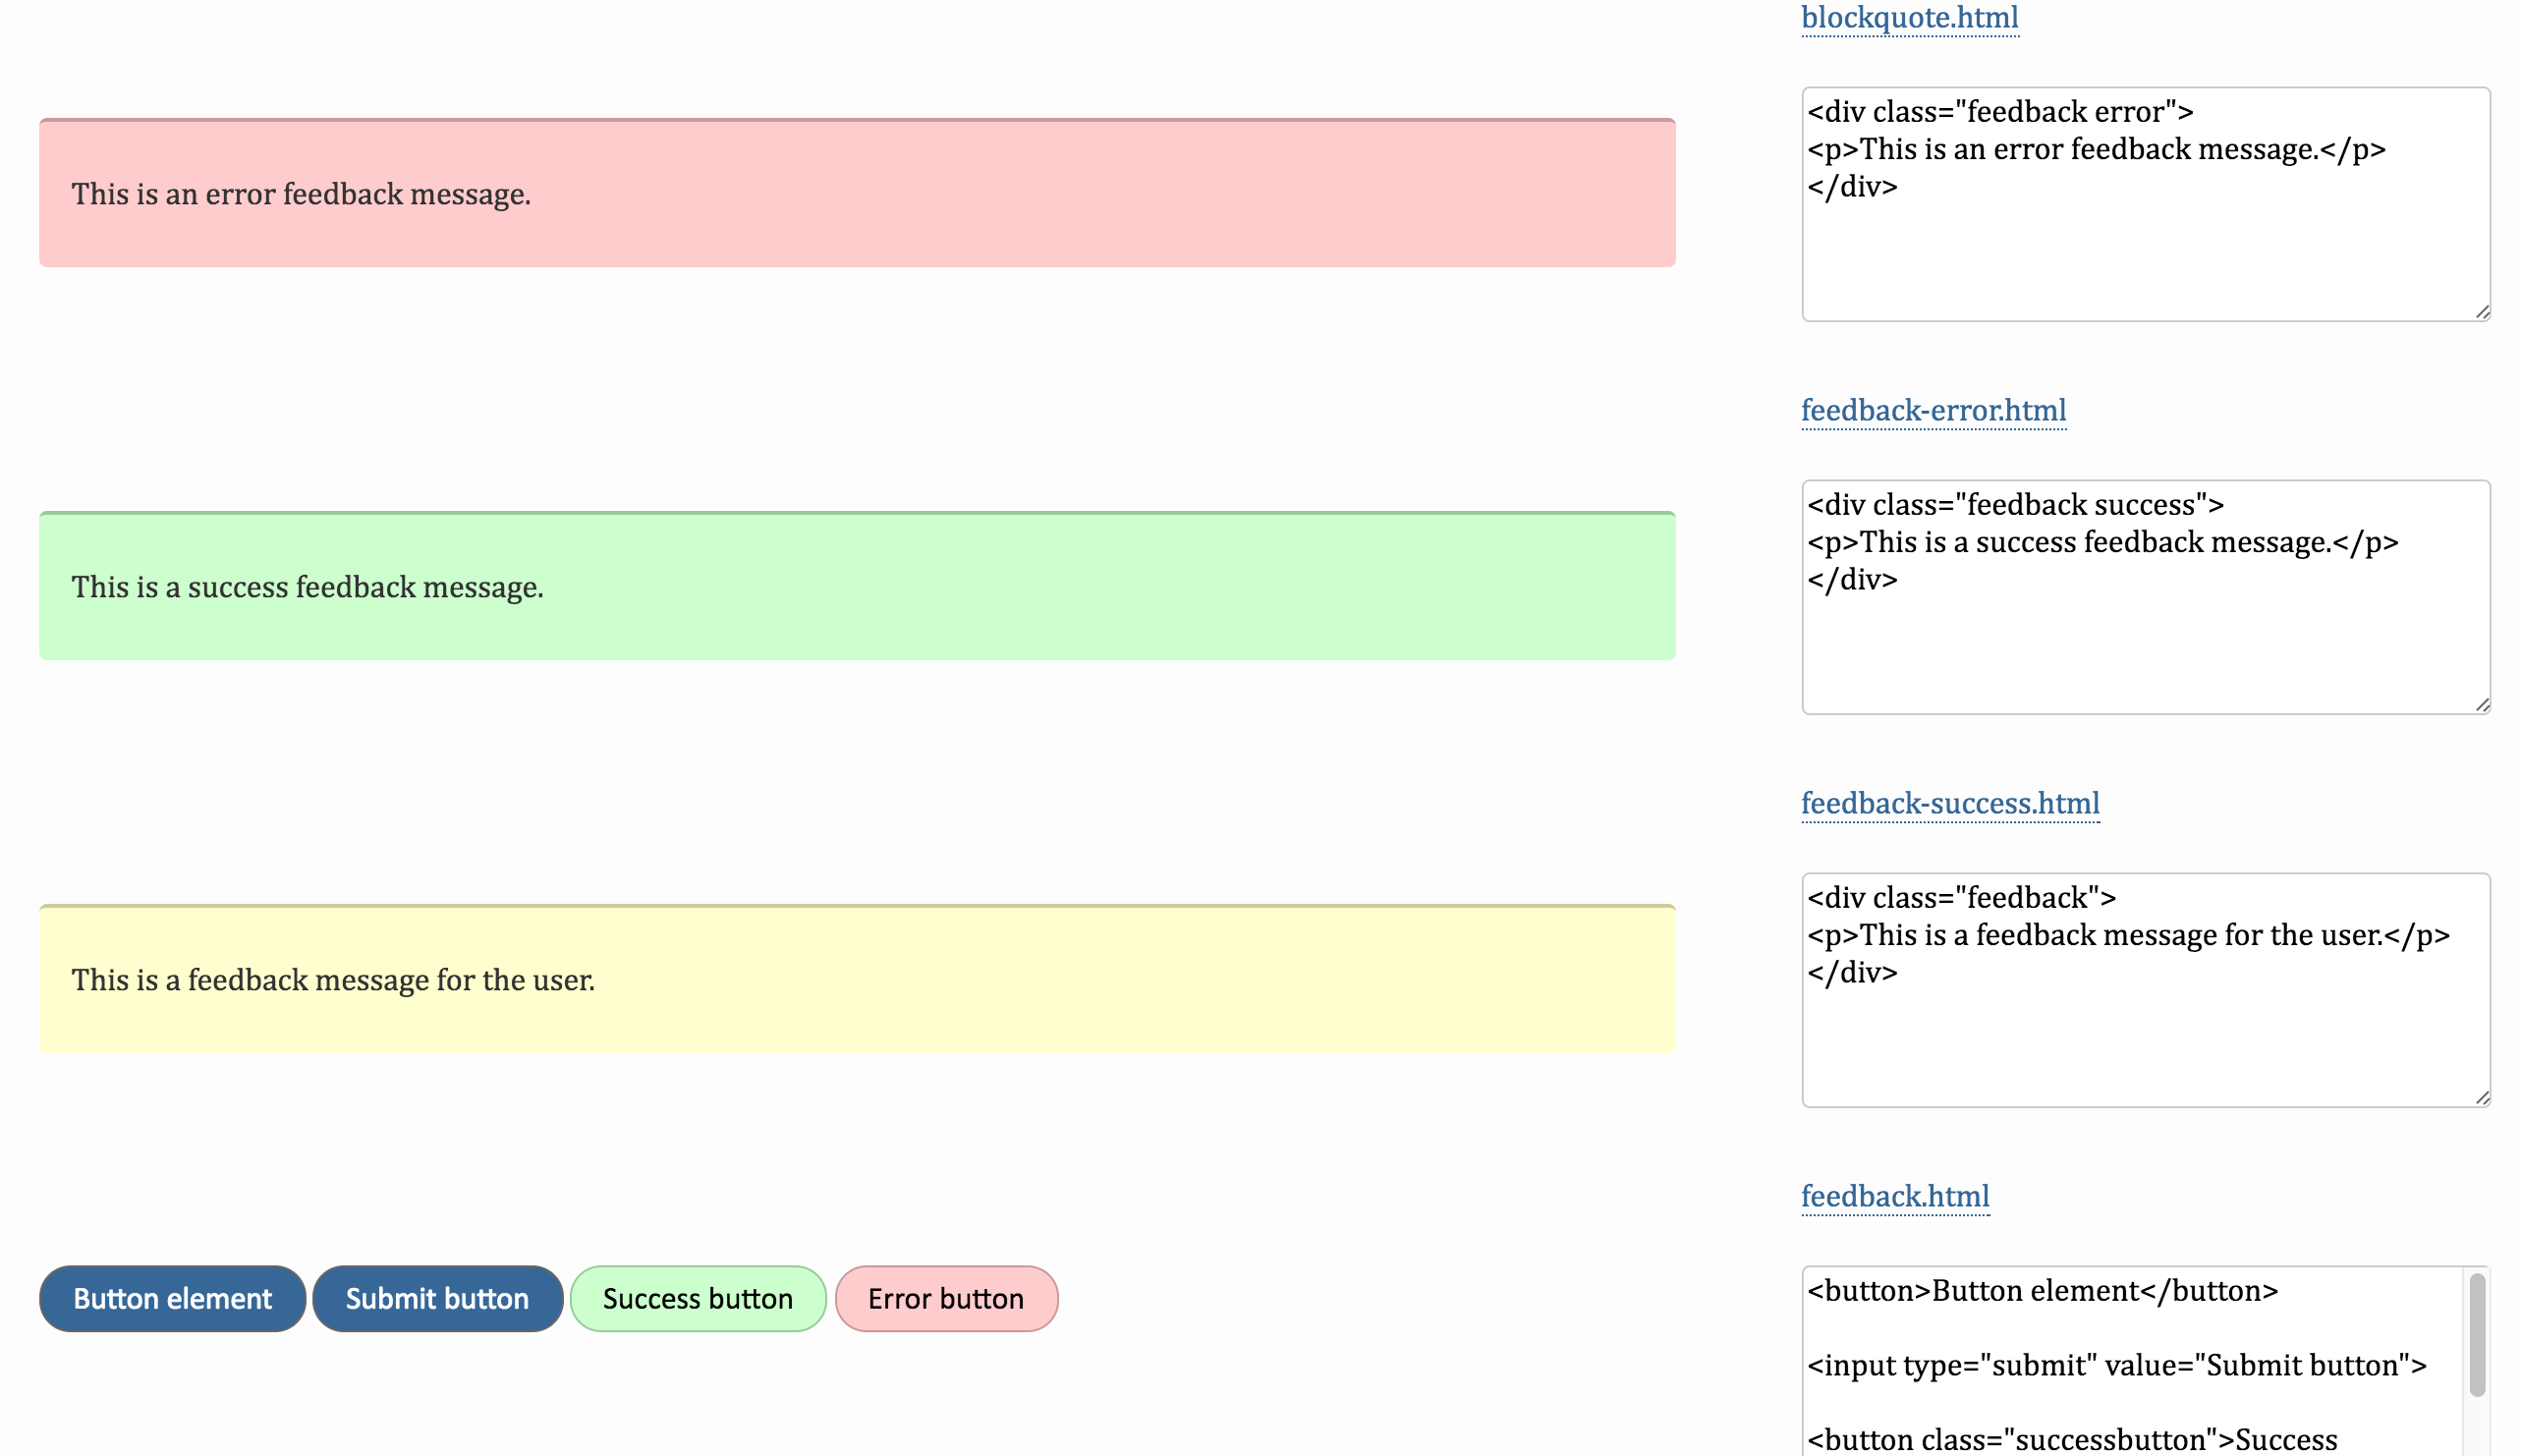 blockquote.html
This is an error feedback message.
<div class="feedback error">
<p>This is an error feedback message.</p>
</div>
feedback-error.html
This is a success feedback message.
<div class="feedback success">
<p>This is a success feedback message.</p>
</div>
feedback-success.html
This is a feedback message for the user.
<div class="feedback">
<p>This is a feedback message for the user.</p>
</div>
feedback.html
Button element Submit button Success button Error button
<button>Button element</button>
<input type="submit" value="Submit button">
<button class="successbutton">Success